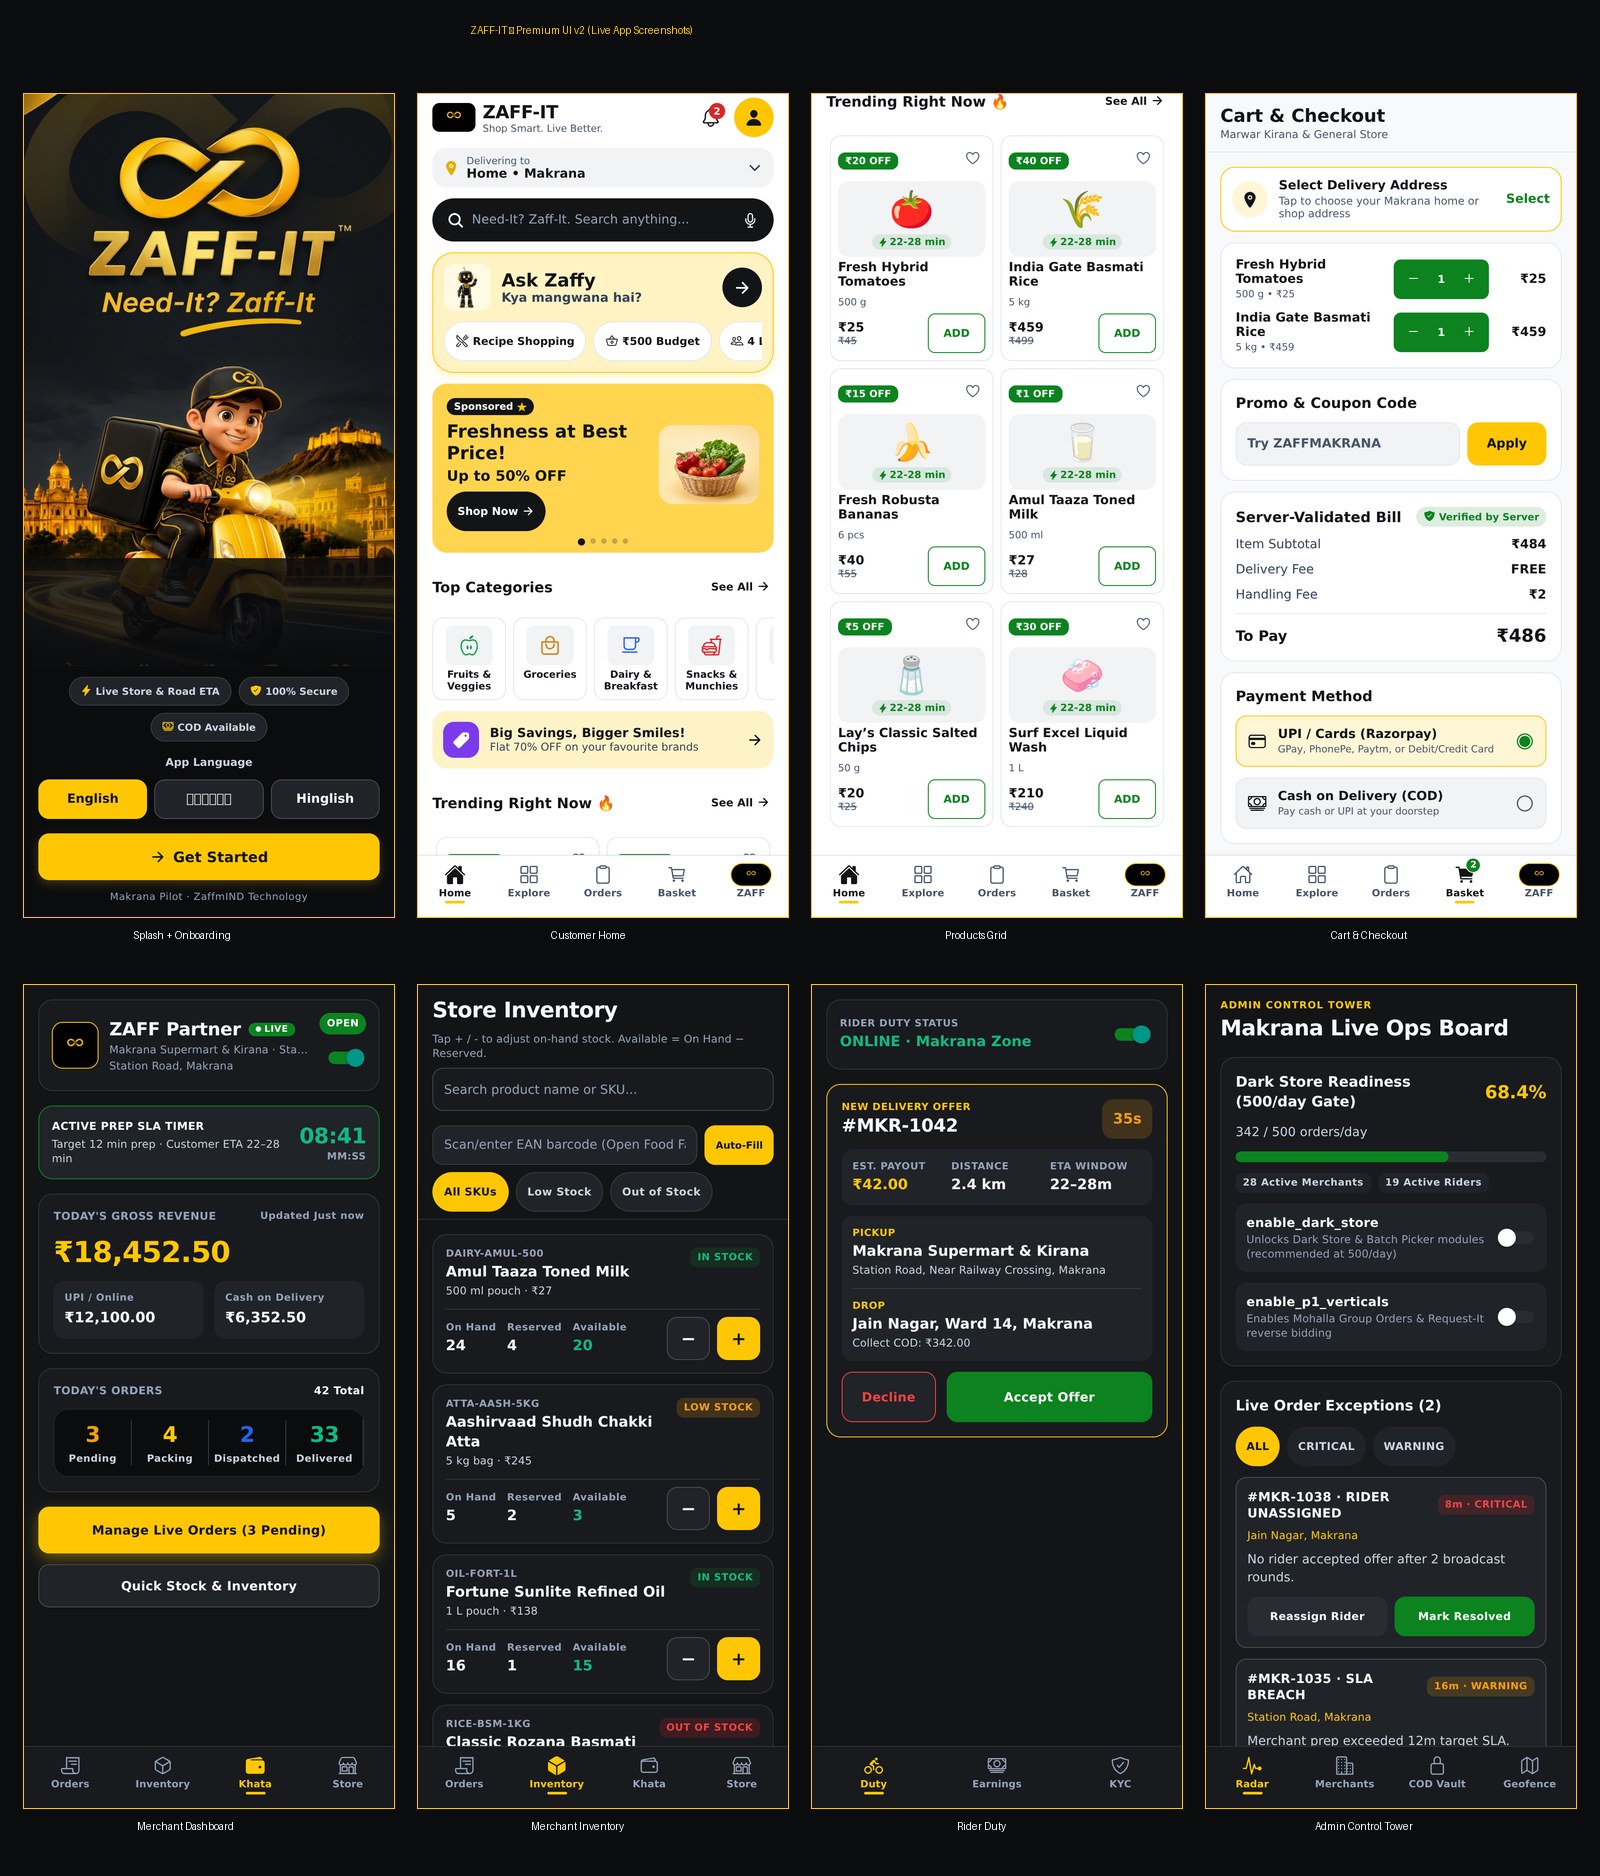 ZAFF-IT Premium UI v2 (Live App Screenshots)
ZAFF-IT™
Need-It? Zaff-It
Live Store & Road ETA
100% Secure
COD Available
App Language
English
Hinglish
→ Get Started
Makrana Pilot · ZaffmIND Technology
Splash + Onboarding
ZAFF-IT
Shop Smart. Live Better.
2
Delivering to
Home • Makrana
Need-It? Zaff-It. Search anything...
Ask Zaffy
Kya mangwana hai?
Recipe Shopping
₹500 Budget
4 L
Sponsored ★
Freshness at Best
Price!
Up to 50% OFF
Shop Now →
Top Categories
See All →
Fruits &
Veggies
Groceries
Dairy &
Breakfast
Snacks &
Munchies
Big Savings, Bigger Smiles!
Flat 70% OFF on your favourite brands
Trending Right Now 🔥
See All →
Home
Explore
Orders
Basket
ZAFF
Customer Home
Trending Right Now 🔥
See All →
₹20 OFF
22-28 min
Fresh Hybrid
Tomatoes
500 g
₹25
₹45
ADD
₹40 OFF
22-28 min
India Gate Basmati
Rice
5 kg
₹459
₹499
ADD
₹15 OFF
22-28 min
Fresh Robusta
Bananas
6 pcs
₹40
₹55
ADD
₹1 OFF
22-28 min
Amul Taaza Toned
Milk
500 ml
₹27
₹28
ADD
₹5 OFF
22-28 min
Lay’s Classic Salted
Chips
50 g
₹20
₹25
ADD
₹30 OFF
22-28 min
Surf Excel Liquid
Wash
1 L
₹210
₹240
ADD
Home
Explore
Orders
Basket
ZAFF
Products Grid
Cart & Checkout
Marwar Kirana & General Store
Select Delivery Address
Tap to choose your Makrana home or
shop address
Select
Fresh Hybrid
Tomatoes
500 g • ₹25
− 1 +
₹25
India Gate Basmati
Rice
5 kg • ₹459
− 1 +
₹459
Promo & Coupon Code
Try ZAFFMAKRANA
Apply
Server-Validated Bill
Verified by Server
Item Subtotal
₹484
Delivery Fee
FREE
Handling Fee
₹2
To Pay
₹486
Payment Method
UPI / Cards (Razorpay)
GPay, PhonePe, Paytm, or Debit/Credit Card
Cash on Delivery (COD)
Pay cash or UPI at your doorstep
Home
Explore
Orders
2
Basket
ZAFF
Cart & Checkout
ZAFF Partner
LIVE
OPEN
Makrana Supermart & Kirana · Sta...
Station Road, Makrana
ACTIVE PREP SLA TIMER
Target 12 min prep · Customer ETA 22–28
min
08:41
MM:SS
TODAY'S GROSS REVENUE
Updated Just now
₹18,452.50
UPI / Online
₹12,100.00
Cash on Delivery
₹6,352.50
TODAY'S ORDERS
42 Total
3
Pending
4
Packing
2
Dispatched
33
Delivered
Manage Live Orders (3 Pending)
Quick Stock & Inventory
Orders
Inventory
Khata
Store
Merchant Dashboard
Store Inventory
Tap + / - to adjust on-hand stock. Available = On Hand −
Reserved.
Search product name or SKU...
Scan/enter EAN barcode (Open Food F
Auto-Fill
All SKUs
Low Stock
Out of Stock
DAIRY-AMUL-500
IN STOCK
Amul Taaza Toned Milk
500 ml pouch · ₹27
On Hand
Reserved
Available
24
4
20
− +
ATTA-AASH-5KG
LOW STOCK
Aashirvaad Shudh Chakki
Atta
5 kg bag · ₹245
On Hand
Reserved
Available
5
2
3
− +
OIL-FORT-1L
IN STOCK
Fortune Sunlite Refined Oil
1 L pouch · ₹138
On Hand
Reserved
Available
16
1
15
− +
RICE-BSM-1KG
OUT OF STOCK
Classic Rozana Basmati
Orders
Inventory
Khata
Store
Merchant Inventory
RIDER DUTY STATUS
ONLINE · Makrana Zone
NEW DELIVERY OFFER
#MKR-1042
35s
EST. PAYOUT
₹42.00
DISTANCE
2.4 km
ETA WINDOW
22–28m
PICKUP
Makrana Supermart & Kirana
Station Road, Near Railway Crossing, Makrana
DROP
Jain Nagar, Ward 14, Makrana
Collect COD: ₹342.00
Decline
Accept Offer
Duty
Earnings
KYC
Rider Duty
ADMIN CONTROL TOWER
Makrana Live Ops Board
Dark Store Readiness
(500/day Gate)
68.4%
342 / 500 orders/day
28 Active Merchants
19 Active Riders
enable_dark_store
Unlocks Dark Store & Batch Picker modules
(recommended at 500/day)
enable_p1_verticals
Enables Mohalla Group Orders & Request-It
reverse bidding
Live Order Exceptions (2)
ALL
CRITICAL
WARNING
#MKR-1038 · RIDER
UNASSIGNED
8m · CRITICAL
Jain Nagar, Makrana
No rider accepted offer after 2 broadcast
rounds.
Reassign Rider
Mark Resolved
#MKR-1035 · SLA
BREACH
16m · WARNING
Station Road, Makrana
Merchant prep exceeded 12m target SLA.
Radar
Merchants
COD Vault
Geofence
Admin Control Tower